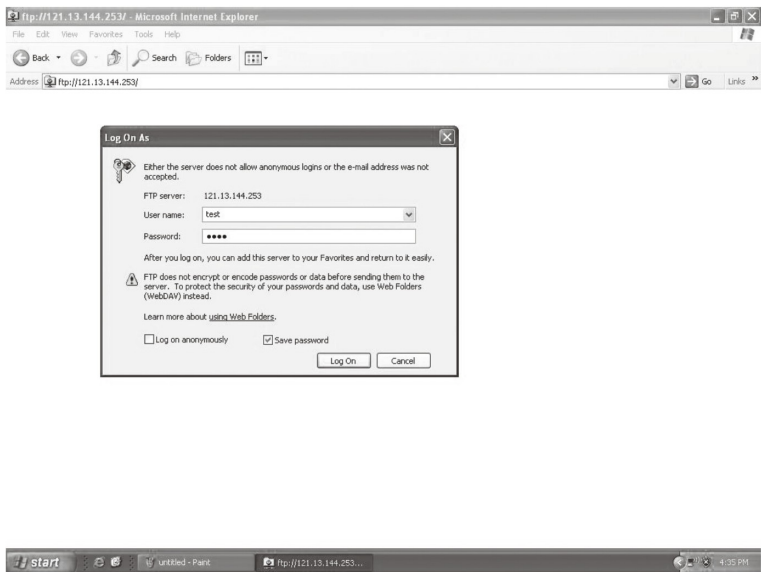 ftp://121.13.144.253/ - Microsoft Internet Explorer
File Edit View Favorites Tools Help
Back Search Folders
Address ftp://121.13.144.253/ Go Links »
Log On As
Either the server does not allow anonymous logins or the e-mail address was not
accepted.
FTP server: 121.13.144.253
User name: test
Password: ••••
After you log on, you can add this server to your Favorites and return to it easily.
FTP does not encrypt or encode passwords or data before sending them to the
server. To protect the security of your passwords and data, use Web Folders
(WebDAV) instead.
Learn more about using Web Folders.
Log on anonymously Save password
Log On Cancel
start untitled - Paint ftp://121.13.144.253... 4:35 PM